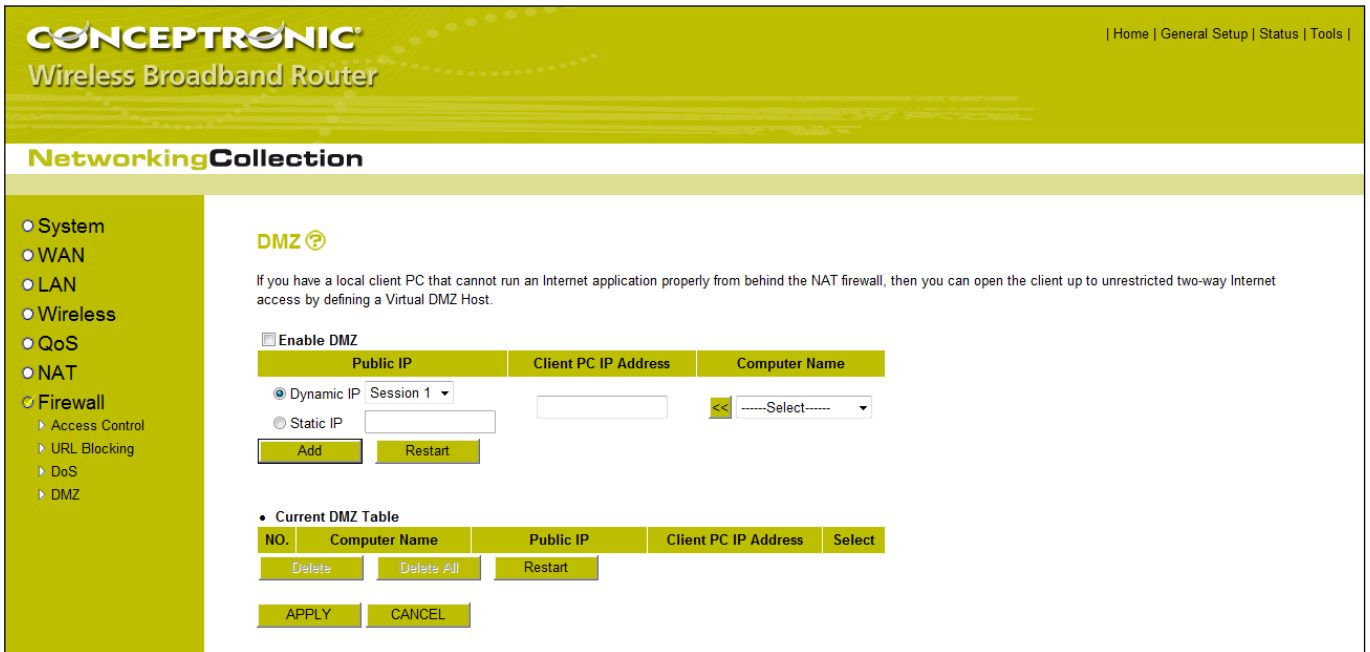 CONCEPTRONIC®
| Home | General Setup | Status | Tools |
Wireless Broadband Router
NetworkingCollection
System
WAN
LAN
Wireless
QoS
NAT
Firewall
Access Control
URL Blocking
DoS
DMZ
DMZ ?
If you have a local client PC that cannot run an Internet application properly from behind the NAT firewall, then you can open the client up to unrestricted two-way Internet
access by defining a Virtual DMZ Host.
Enable DMZ
Public IP Client PC IP Address Computer Name
Dynamic IP Session 1
<< ------Select------
Static IP
Add Restart
• Current DMZ Table
NO. Computer Name Public IP Client PC IP Address Select
Delete Delete All Restart
APPLY CANCEL